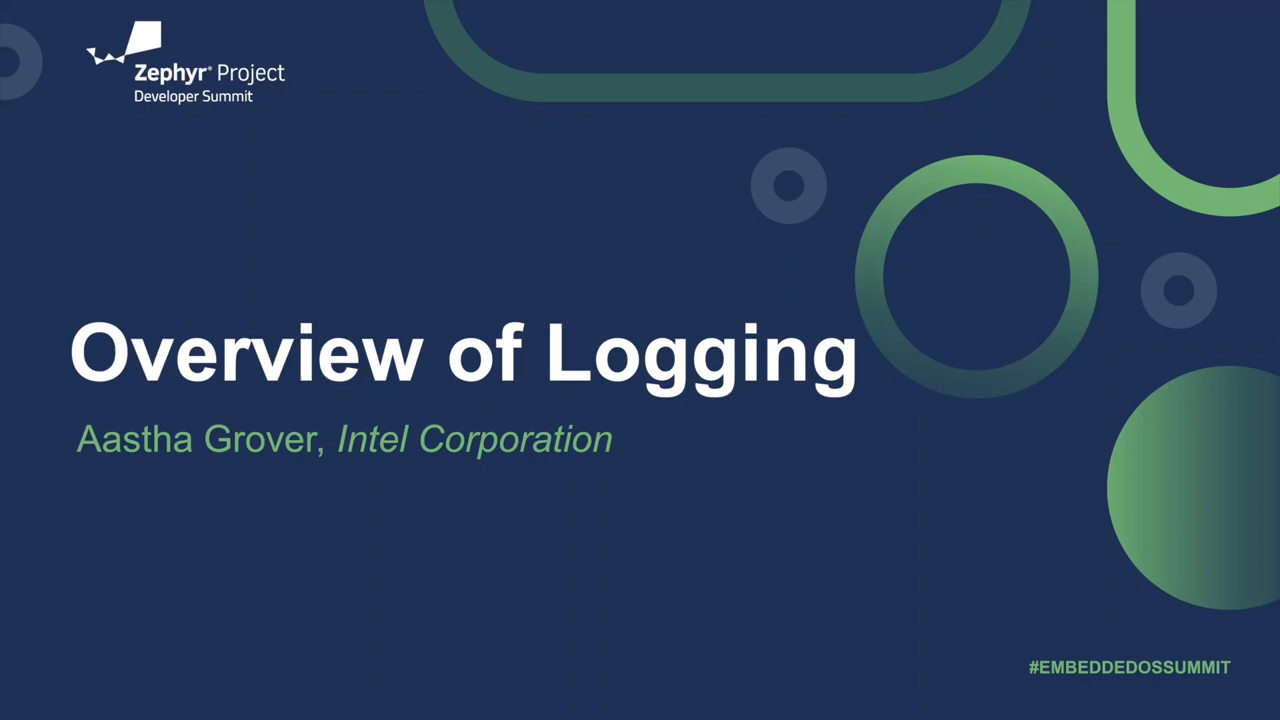 Zephyr® Project
Developer Summit
Overview of Logging
Aastha Grover, Intel Corporation
#EMBEDDEDOSSUMMIT